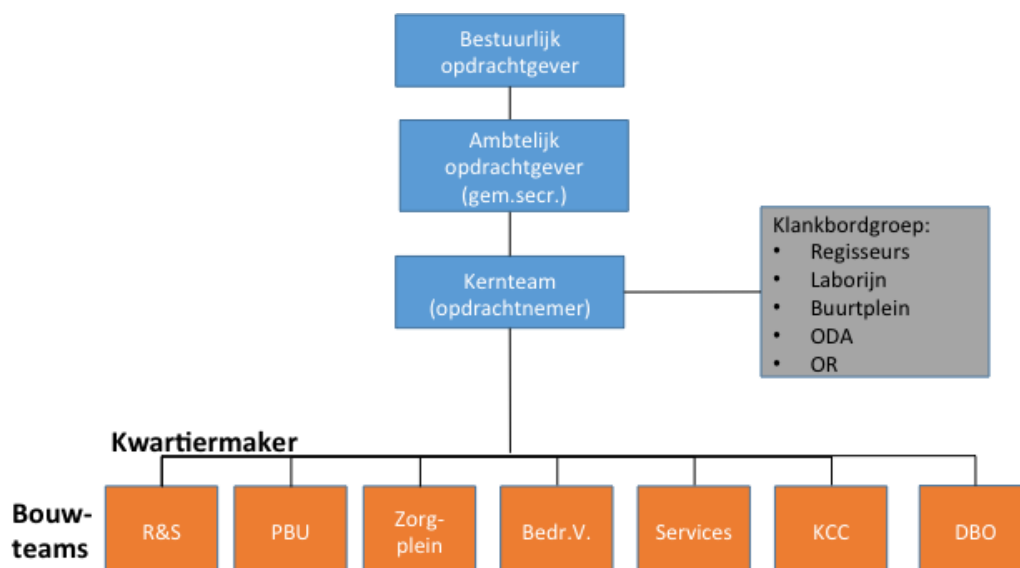 Bestuurlijk
opdrachtgever
Ambtelijk
opdrachtgever
(gem.secr.)
Klankbordgroep:
• Regisseurs
• Laborijn
• Buurtplein
• ODA
• OR
Kernteam
(opdrachtnemer)
Kwartiermaker
Bouw-
teams
R&S
PBU
Zorg-
plein
Bedr.V.
Services
KCC
DBO